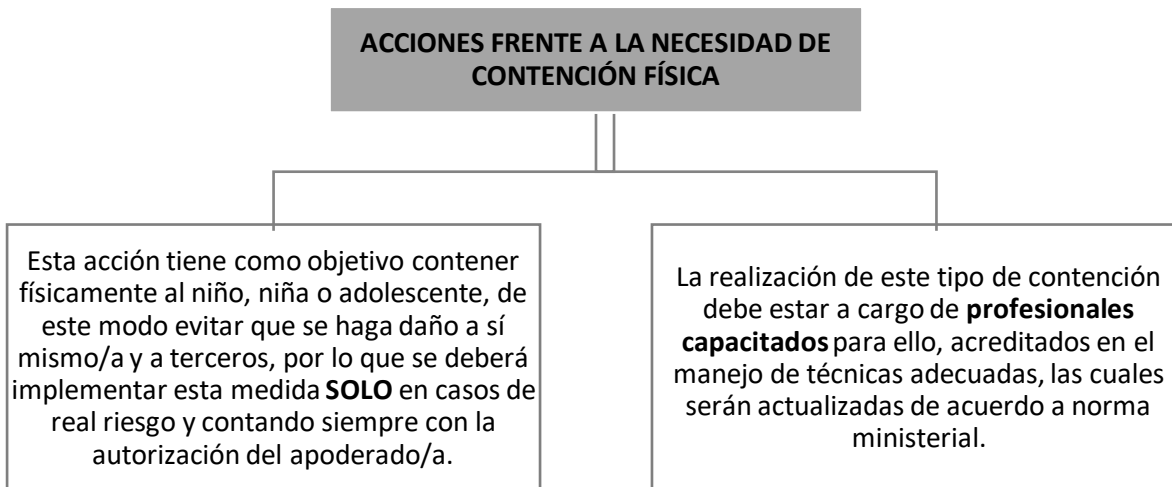 ACCIONES FRENTE A LA NECESIDAD DE
CONTENCIÓN FÍSICA
Esta acción tiene como objetivo contener
físicamente al niño, niña o adolescente, de
este modo evitar que se haga daño a sí
mismo/a y a terceros, por lo que se deberá
implementar esta medida SOLO en casos de
real riesgo y contando siempre con la
autorización del apoderado/a.
La realización de este tipo de contención
debe estar a cargo de profesionales
capacitados para ello, acreditados en el
manejo de técnicas adecuadas, las cuales
serán actualizadas de acuerdo a norma
ministerial.